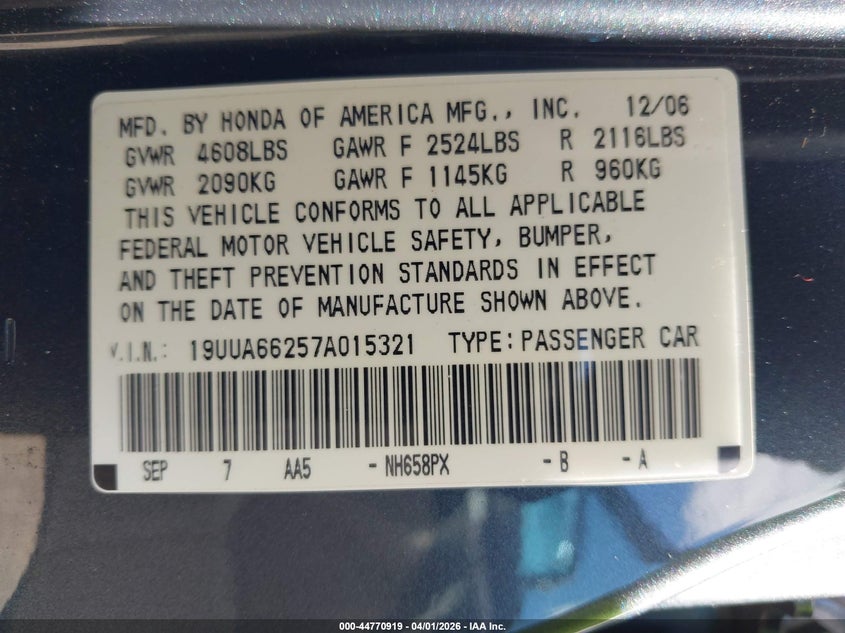 MFD. BY HONDA OF AMERICA MFG., INC. 12/06
GVWR 4608LBS GAWR F 2524LBS R 2116LBS
GVWR 2090KG GAWR F 1145KG R 960KG
THIS VEHICLE CONFORMS TO ALL APPLICABLE
FEDERAL MOTOR VEHICLE SAFETY, BUMPER,
AND THEFT PREVENTION STANDARDS IN EFFECT
ON THE DATE OF MANUFACTURE SHOWN ABOVE.
V.I.N.: 19UUA66257A015321 TYPE: PASSENGER CAR
SEP 7 AA5 - NH658PX - B - A
000-44770919 - 04/01/2026 - IAA Inc.